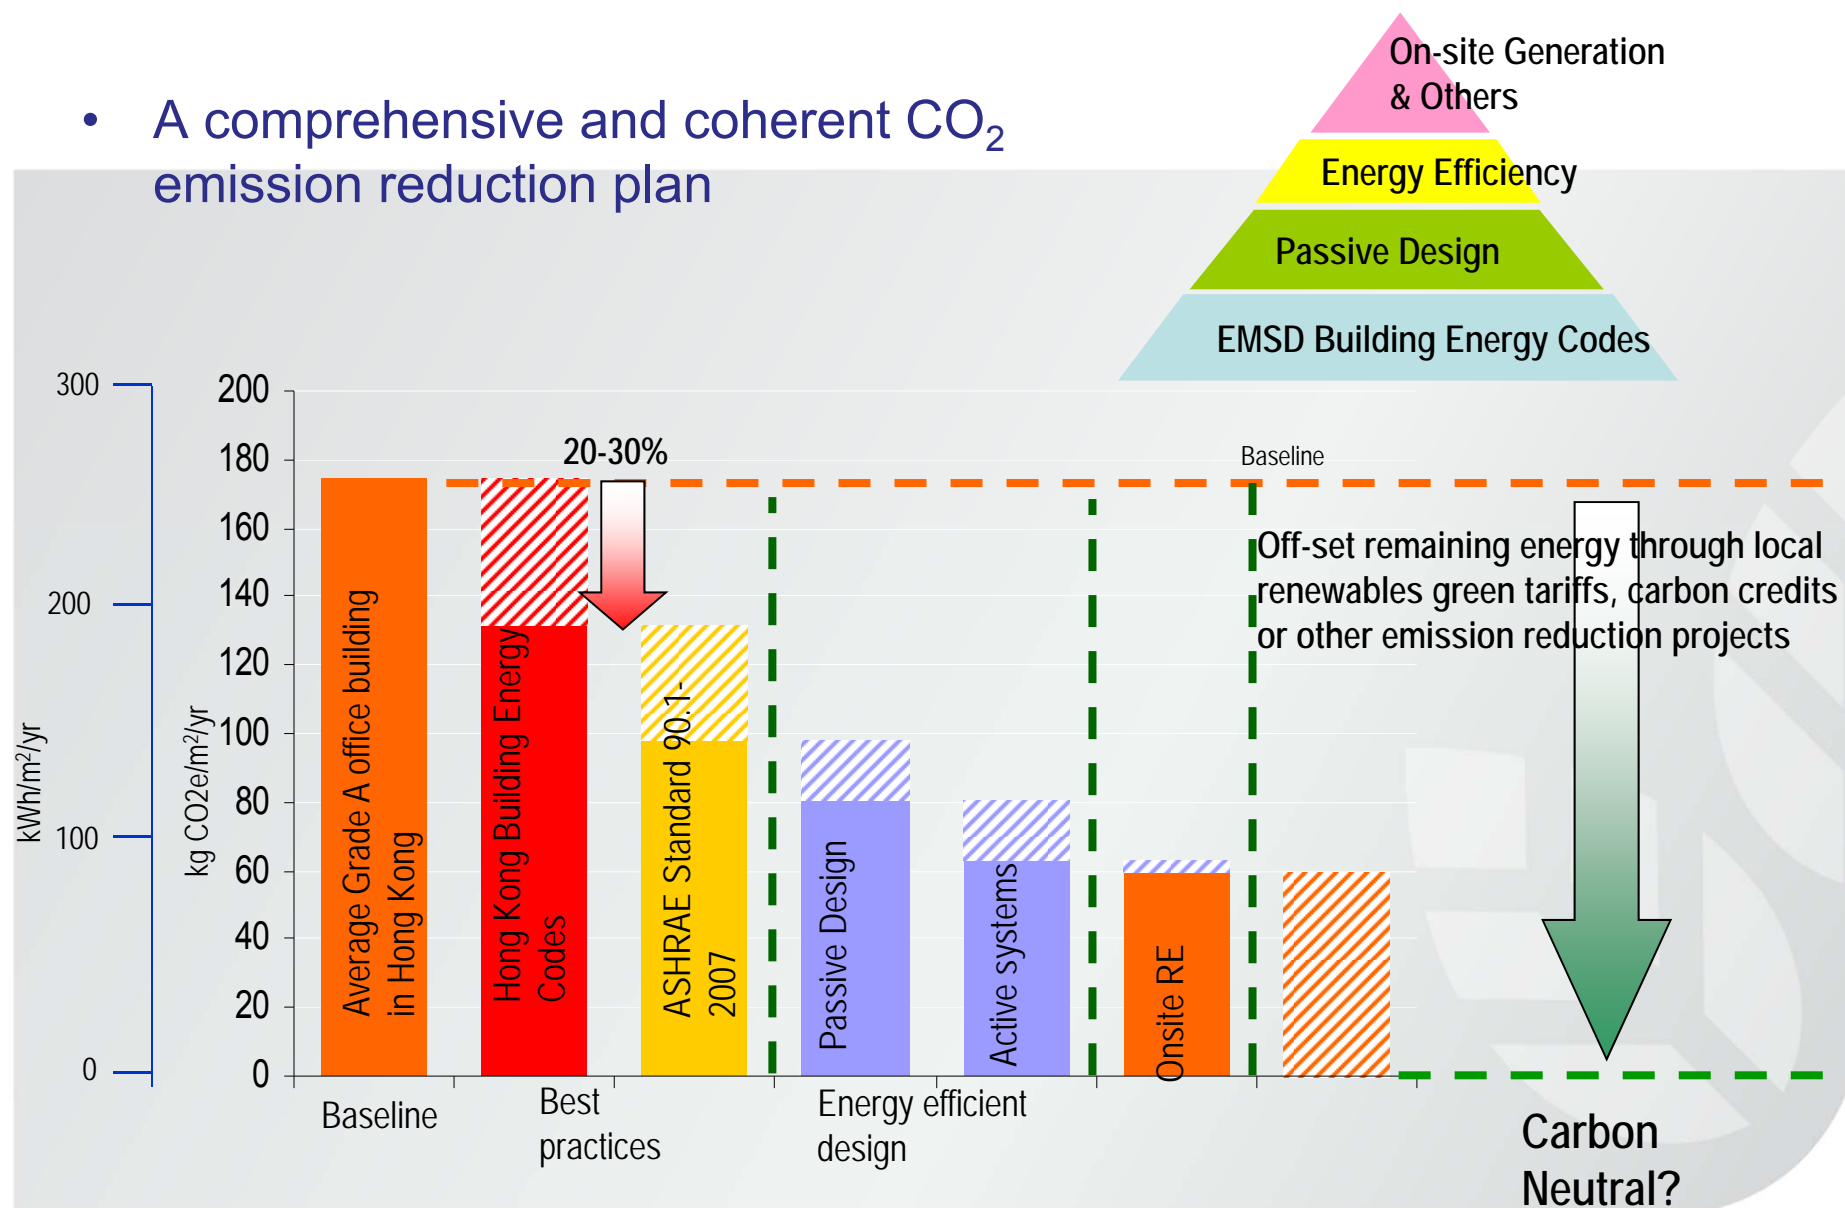 • A comprehensive and coherent CO2
emission reduction plan
On-site Generation
& Others
Energy Efficiency
Passive Design
EMSD Building Energy Codes
300
200
100
0
kWh/m2/yr
200
180
160
140
120
100
80
60
40
20
0
kg CO2e/m2/yr
20-30%
Baseline
Off-set remaining energy through local
renewables green tariffs, carbon credits
or other emission reduction projects
Average Grade A office building
in Hong Kong
Hong Kong Building Energy
Codes
ASHRAE Standard 90.1-
2007
Passive Design
Active systems
Onsite RE
Baseline
Best
practices
Energy efficient
design
Carbon
Neutral?